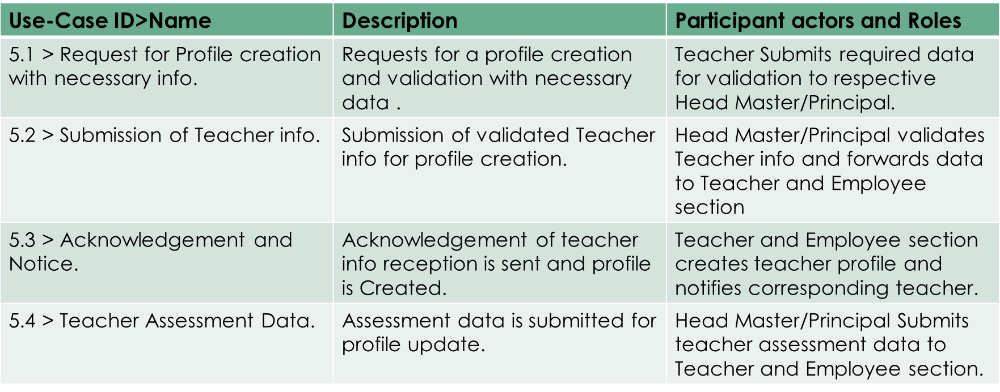 Use-Case ID>Name
Description
Participant actors and Roles
5.1 > Request for Profile creation
with necessary info.
Requests for a profile creation
and validation with necessary
data .
Teacher Submits required data
for validation to respective
Head Master/Principal.
5.2 > Submission of Teacher info.
Submission of validated Teacher
info for profile creation.
Head Master/Principal validates
Teacher info and forwards data
to Teacher and Employee
section
5.3 > Acknowledgement and
Notice.
Acknowledgement of teacher
info reception is sent and profile
is Created.
Teacher and Employee section
creates teacher profile and
notifies corresponding teacher.
5.4 > Teacher Assessment Data.
Assessment data is submitted for
profile update.
Head Master/Principal Submits
teacher assessment data to
Teacher and Employee section.